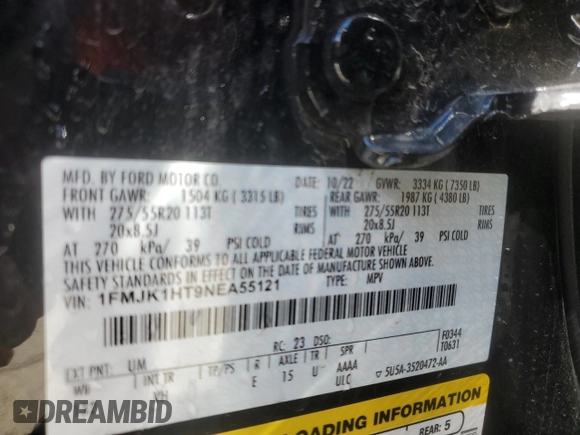 MFD. BY FORD MOTOR CO.
DATE: 10/22 GVWR: 3334 KG ( 7350 LB)
FRONT GAWR: 1504 KG ( 3315 LB) REAR GAWR: 1987 KG ( 4380 LB)
WITH 275/55R20 113T TIRES WITH 275/55R20 113T TIRES
20x8.5J RIMS 20x8.5J RIMS
AT 270 kPa/ 39 PSI COLD AT 270 kPa/ 39 PSI COLD
THIS VEHICLE CONFORMS TO ALL APPLICABLE FEDERAL MOTOR VEHICLE
SAFETY STANDARDS IN EFFECT ON THE DATE OF MANUFACTURE SHOWN ABOVE.
VIN: 1FMJK1HT9NEA55121 TYPE: MPV
F0344
RC: 23 DSO: T0631
EXT PNT: UM
WB INT TR TP/PS R AXLE TR SPR
YH E 15 U AAAA
ULC ▽ 5U5A-3520472-AA
LOADING INFORMATION
REAR: 5
DREAMBID